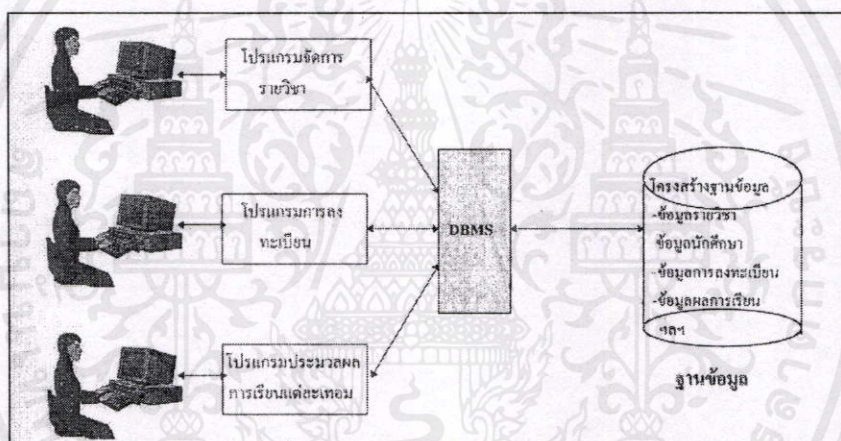 โปรแกรมจัดการ
รายวิชา
โปรแกรมการลง
ทะเบียน
โปรแกรมประมวลผล
การเรียนแต่ละเทอม
DBMS
โครงสร้างฐานข้อมูล
-ข้อมูลรายวิชา
ข้อมูลนักศึกษา
-ข้อมูลการลงทะเบียน
-ข้อมูลผลการเรียน
ฯลฯ
ฐานข้อมูล